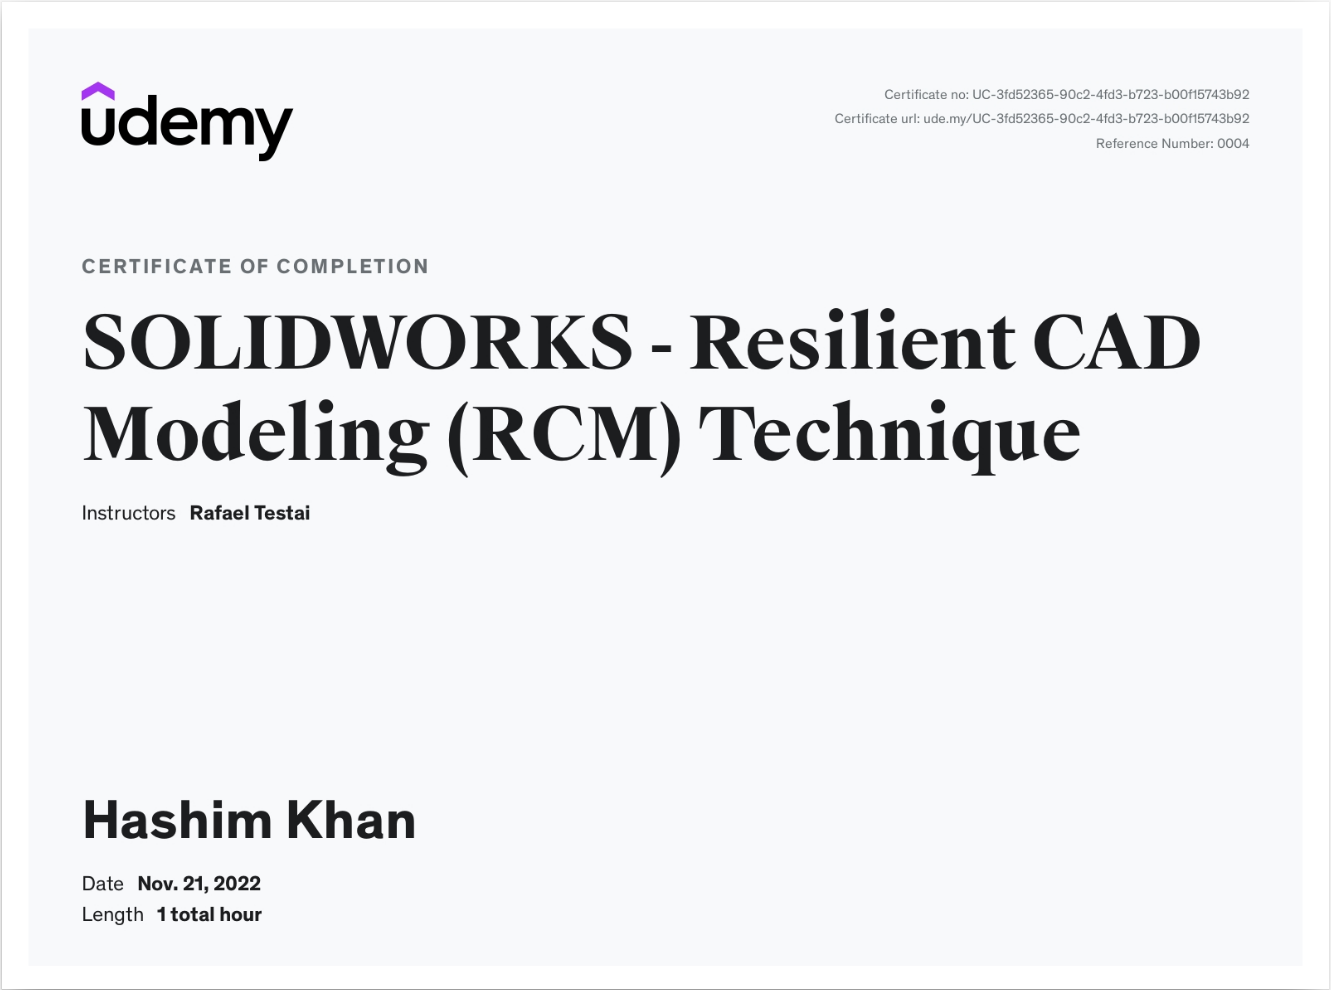 udemy
Certificate no: UC-3fd52365-90c2-4fd3-b723-b00f15743b92
Certificate url: ude.my/UC-3fd52365-90c2-4fd3-b723-b00f15743b92
Reference Number: 0004
CERTIFICATE OF COMPLETION
SOLIDWORKS - Resilient CAD
Modeling (RCM) Technique
Instructors Rafael Testai
Hashim Khan
Date Nov. 21, 2022
Length 1 total hour